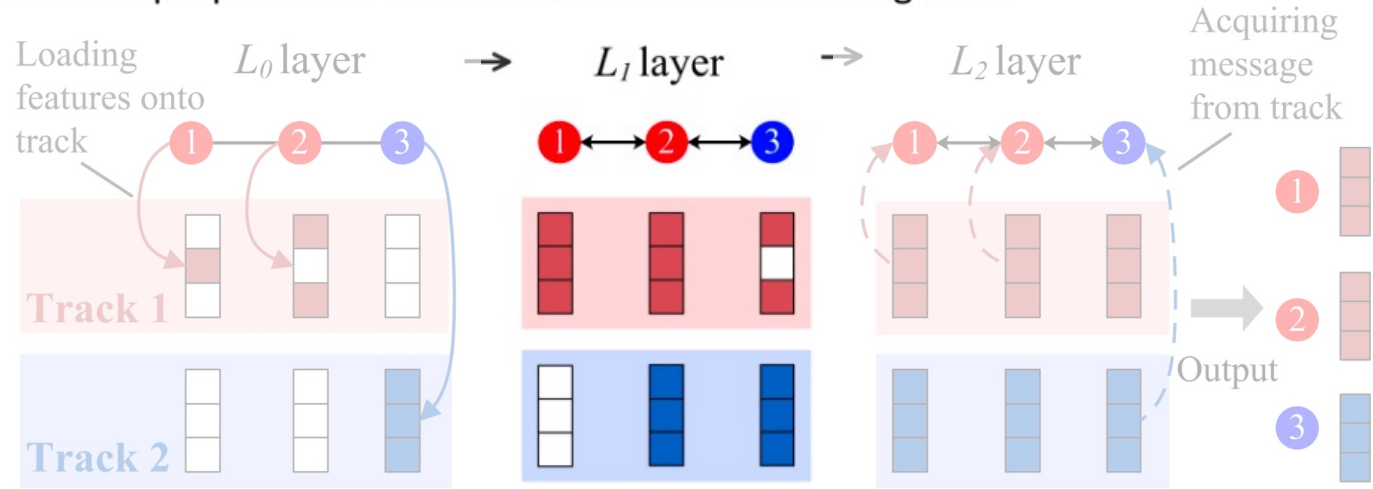 Loading
features onto
track
L0 layer
L1 layer
L2 layer
Acquiring
message
from track
1
2
3
1
2
3
1
2
3
Track 1
Track 2
Output
1
2
3